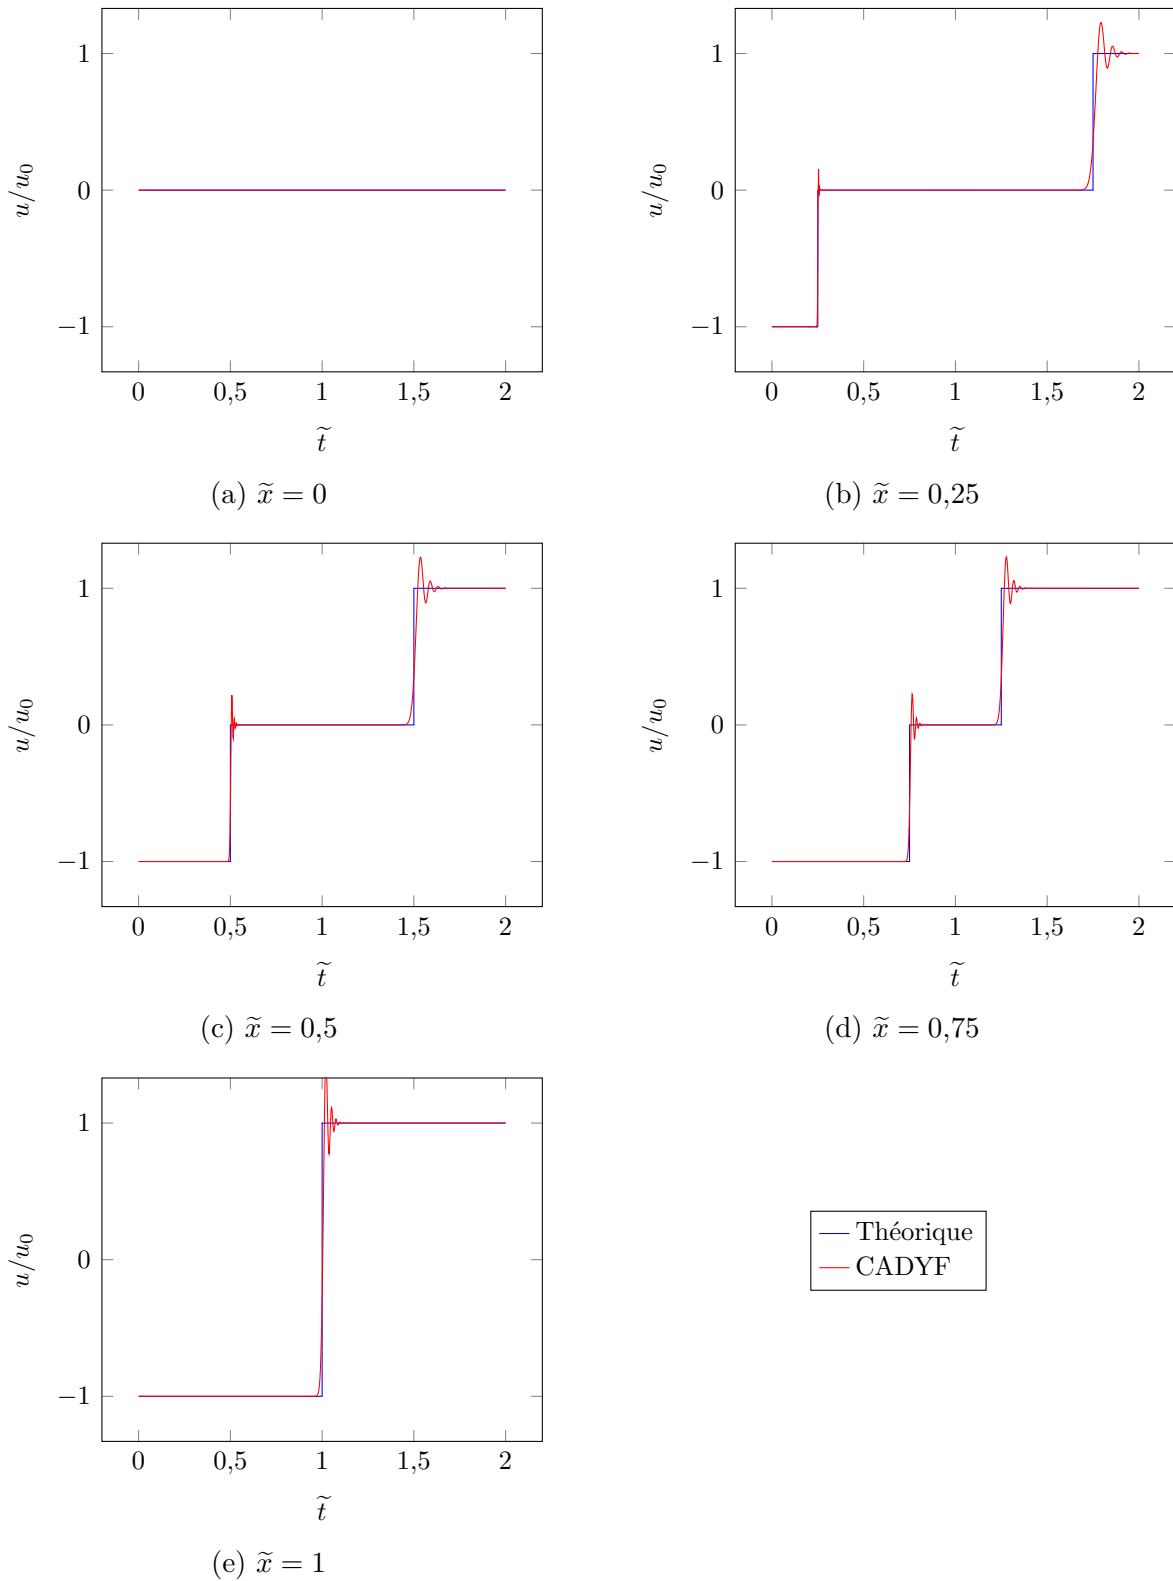 1
0
−1
u/u₀
0 0,5 1 1,5 2
t̃
(a) x̃ = 0
1
0
−1
u/u₀
0 0,5 1 1,5 2
t̃
(b) x̃ = 0,25
1
0
−1
u/u₀
0 0,5 1 1,5 2
t̃
(c) x̃ = 0,5
1
0
−1
u/u₀
0 0,5 1 1,5 2
t̃
(d) x̃ = 0,75
1
0
−1
u/u₀
0 0,5 1 1,5 2
t̃
(e) x̃ = 1
Théorique
CADYF